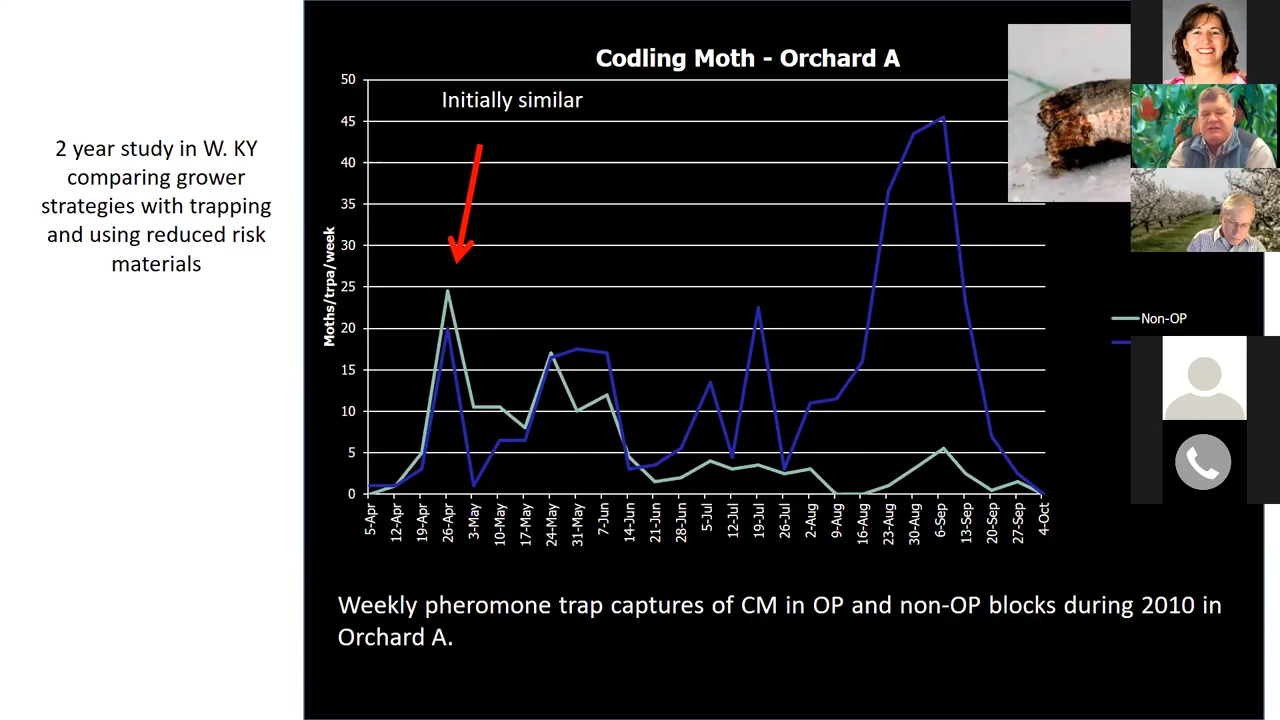 2 year study in W. KY
comparing grower
strategies with trapping
and using reduced risk
materials
Codling Moth - Orchard A
Initially similar
Moths/trpa/week
50
45
40
35
30
25
20
15
10
5
0
5-Apr
12-Apr
19-Apr
26-Apr
3-May
10-May
17-May
24-May
31-May
7-Jun
14-Jun
21-Jun
28-Jun
5-Jul
12-Jul
19-Jul
26-Jul
2-Aug
9-Aug
16-Aug
23-Aug
30-Aug
6-Sep
13-Sep
20-Sep
27-Sep
4-Oct
Non-OP
Weekly pheromone trap captures of CM in OP and non-OP blocks during 2010 in
Orchard A.